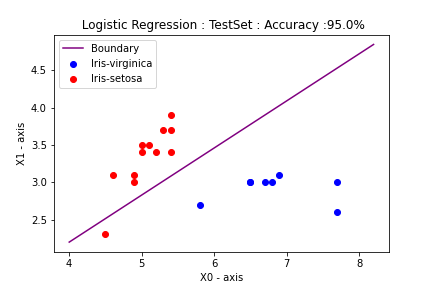 Logistic Regression : TestSet : Accuracy :95.0%
Boundary
Iris-virginica
Iris-setosa
4.5
4.0
3.5
3.0
2.5
X1 - axis
4 5 6 7 8
X0 - axis